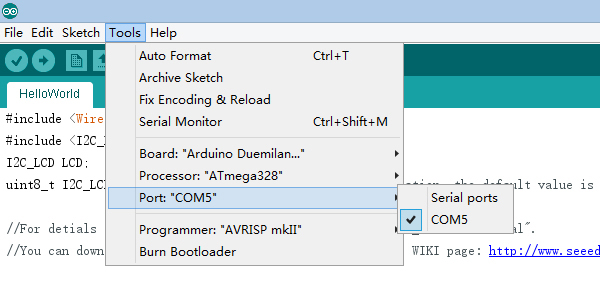 File Edit Sketch Tools Help
Auto Format Ctrl+T
Archive Sketch
Fix Encoding & Reload
Serial Monitor Ctrl+Shift+M
Board: "Arduino Duemilan..."
Processor: "ATmega328"
Port: "COM5"
Programmer: "AVRISP mkII"
Burn Bootloader
Serial ports
COM5
HelloWorld
#include <Wire
#include <I2C_
I2C_LCD LCD;
uint8_t I2C_LC the default value is
//For detials al".
//You can down WIKI page: http://www.seeed